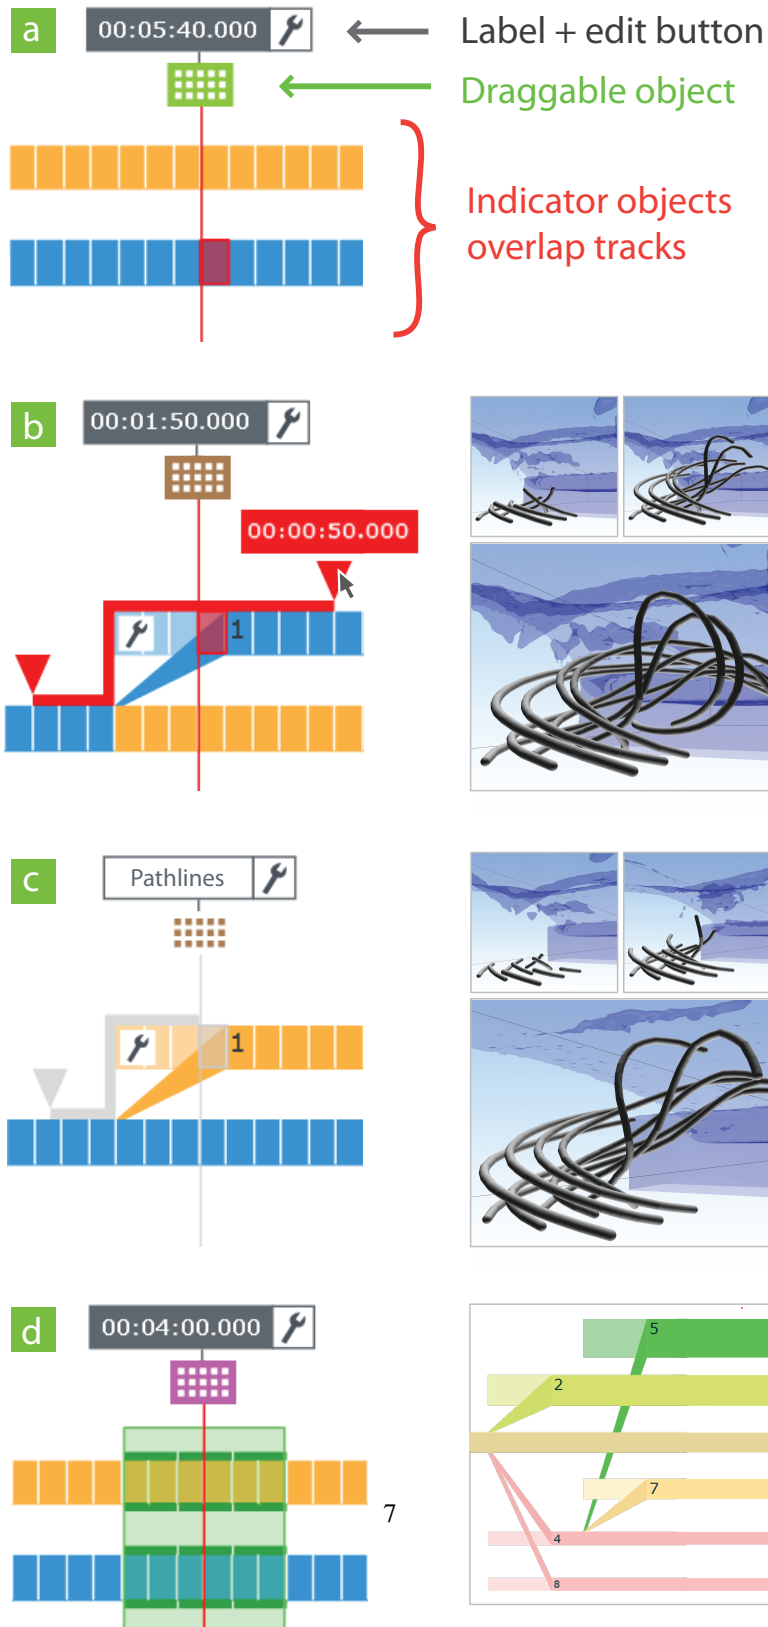 a
00:05:40.000
Label + edit button
Draggable object
Indicator objects
overlap tracks
b
00:01:50.000
00:00:50.000
1
c
Pathlines
1
d
00:04:00.000
7
5
2
7
4
8